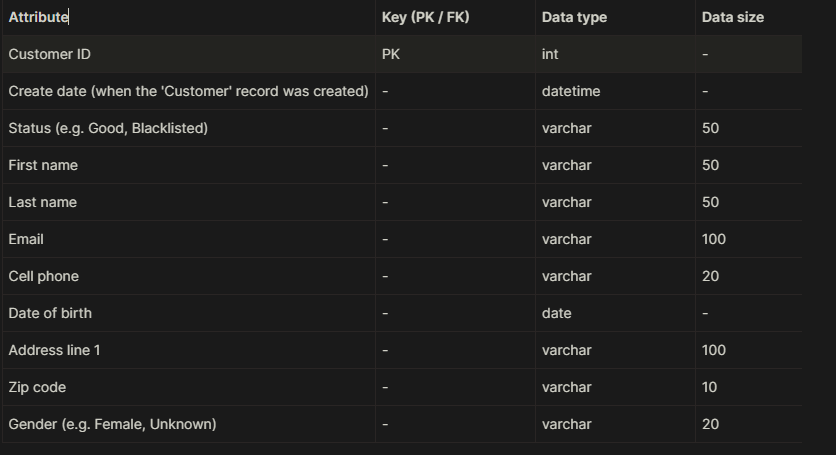 Attribute Key (PK / FK) Data type Data size
Customer ID PK int -
Create date (when the 'Customer' record was created) - datetime -
Status (e.g. Good, Blacklisted) - varchar 50
First name - varchar 50
Last name - varchar 50
Email - varchar 100
Cell phone - varchar 20
Date of birth - date -
Address line 1 - varchar 100
Zip code - varchar 10
Gender (e.g. Female, Unknown) - varchar 20